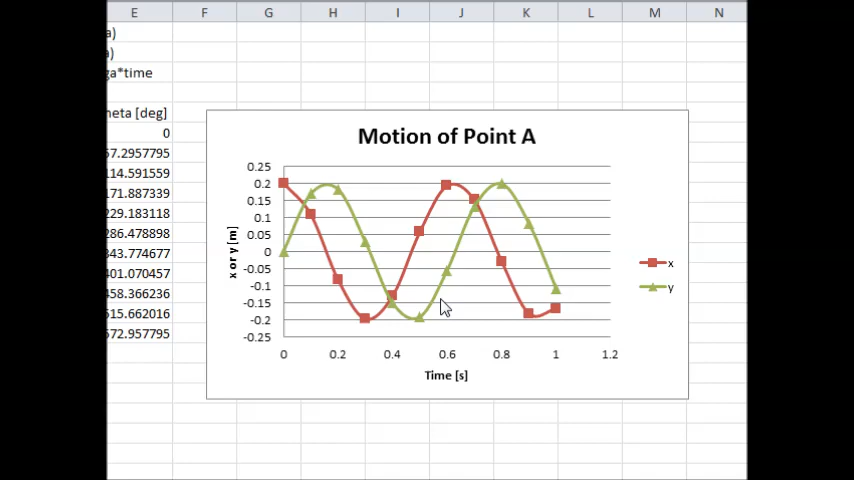 E F G H I J K L M N
a)
a)
ga*time
heta [deg]
0
57.2957795
114.591559
171.887339
229.183118
286.478898
343.774677
401.070457
458.366236
515.662016
572.957795
Motion of Point A
0.25
0.2
0.15
0.1
0.05
0
-0.05
-0.1
-0.15
-0.2
-0.25
x or y [m]
0 0.2 0.4 0.6 0.8 1 1.2
Time [s]
x
y